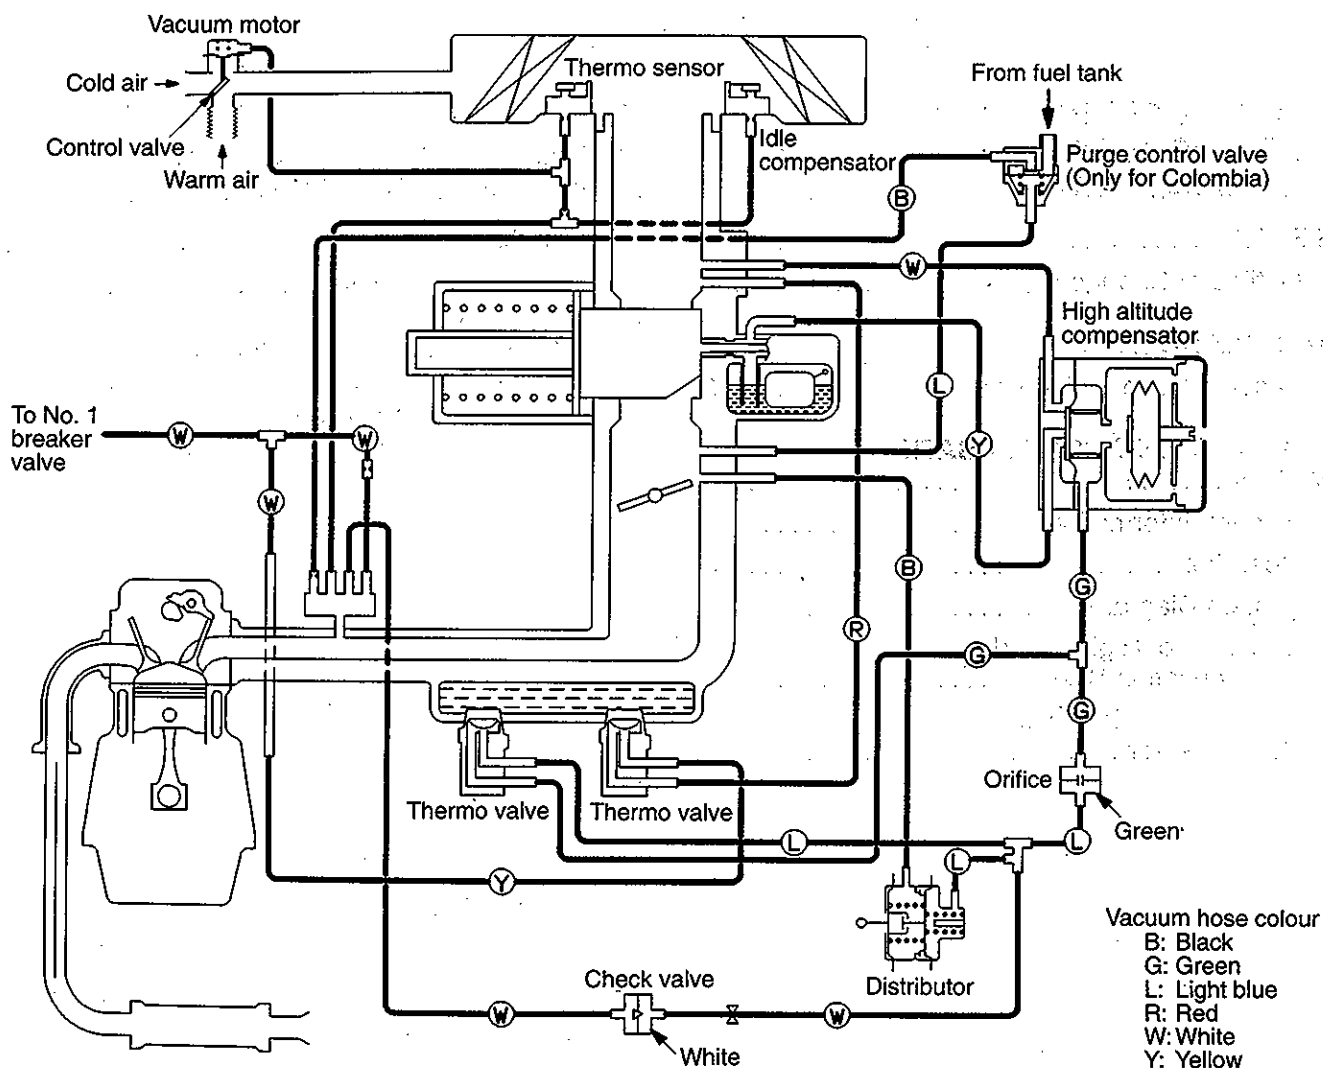 Vacuum motor
Cold air
Control valve
Warm air
Thermo sensor
Idle
compensator
From fuel tank
Purge control valve
(Only for Colombia)
B
W
High altitude
compensator
L
To No. 1
breaker
valve
W
W
W
Y
B
G
R
G
G
Thermo valve
Thermo valve
Orifice
Green
L
L
L
Y
Distributor
Check valve
W
W
White
Vacuum hose colour
B: Black
G: Green
L: Light blue
R: Red
W: White
Y: Yellow